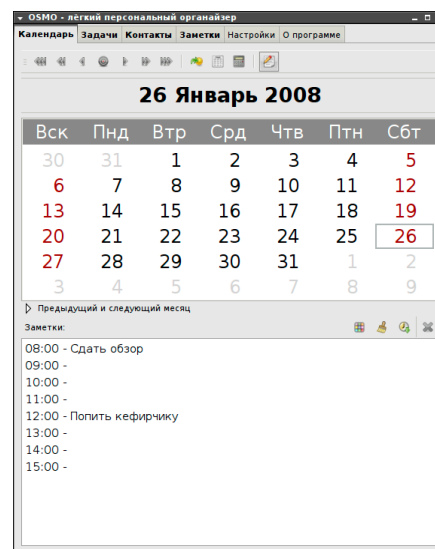 OSMO - лёгкий персональный органайзер
Календарь Задачи Контакты Заметки Настройки О программе
26 Январь 2008
Вск Пнд Втр Срд Чтв Птн Сбт
30 31 1 2 3 4 5
6 7 8 9 10 11 12
13 14 15 16 17 18 19
20 21 22 23 24 25 26
27 28 29 30 31 1 2
3 4 5 6 7 8 9
Предыдущий и следующий месяц
Заметки:
08:00 - Сдать обзор
09:00 -
10:00 -
11:00 -
12:00 - Попить кефирчику
13:00 -
14:00 -
15:00 -